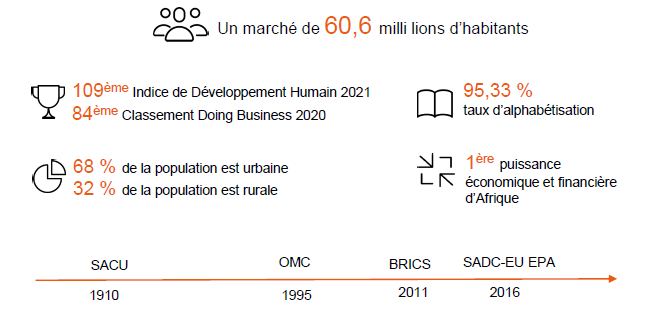 Un marché de 60,6 milli lions d’habitants
109ème Indice de Développement Humain 2021
84ème Classement Doing Business 2020
95,33 %
taux d’alphabétisation
68 % de la population est urbaine
32 % de la population est rurale
1ère puissance
économique et financière
d’Afrique
SACU
OMC
BRICS
SADC-EU EPA
1910
1995
2011
2016